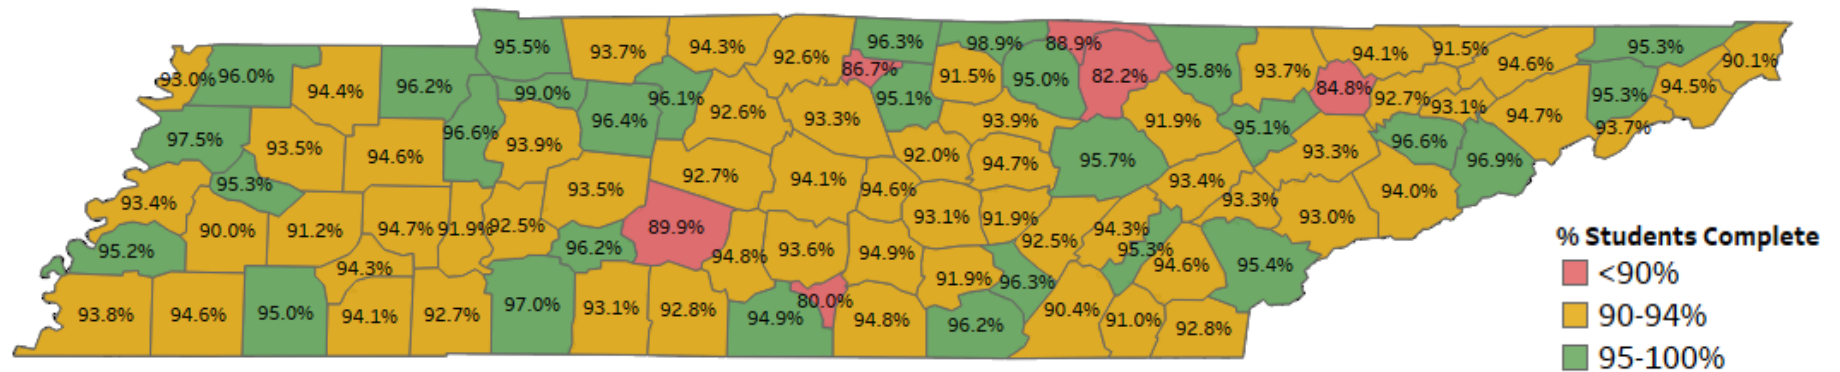 95.5% 93.7% 94.3% 92.6% 96.3% 98.9% 88.9% 95.8% 93.7% 94.1% 91.5% 94.6% 95.3% 90.1%
93.0% 96.0% 94.4% 96.2% 99.0% 96.1% 86.7% 91.5% 95.0% 82.2% 84.8% 92.7% 93.1% 95.3% 94.5%
97.5% 93.5% 94.6% 96.6% 93.9% 96.4% 92.6% 93.3% 95.1% 93.9% 91.9% 95.1% 93.3% 96.6% 94.7% 93.7%
95.3% 93.5% 92.7% 94.1% 92.0% 94.7% 95.7% 93.4% 96.9%
93.4% 90.0% 91.2% 94.7% 91.9% 92.5% 89.9% 94.6% 93.1% 91.9% 93.3% 93.0% 94.0%
95.2% 94.3% 96.2% 94.8% 93.6% 94.9% 92.5% 94.3% 95.3% 94.6% 95.4%
93.8% 94.6% 95.0% 94.1% 92.7% 97.0% 93.1% 92.8% 94.9% 80.0% 94.8% 91.9% 96.3% 96.2% 90.4% 91.0% 92.8%
% Students Complete
<90%
90-94%
95-100%